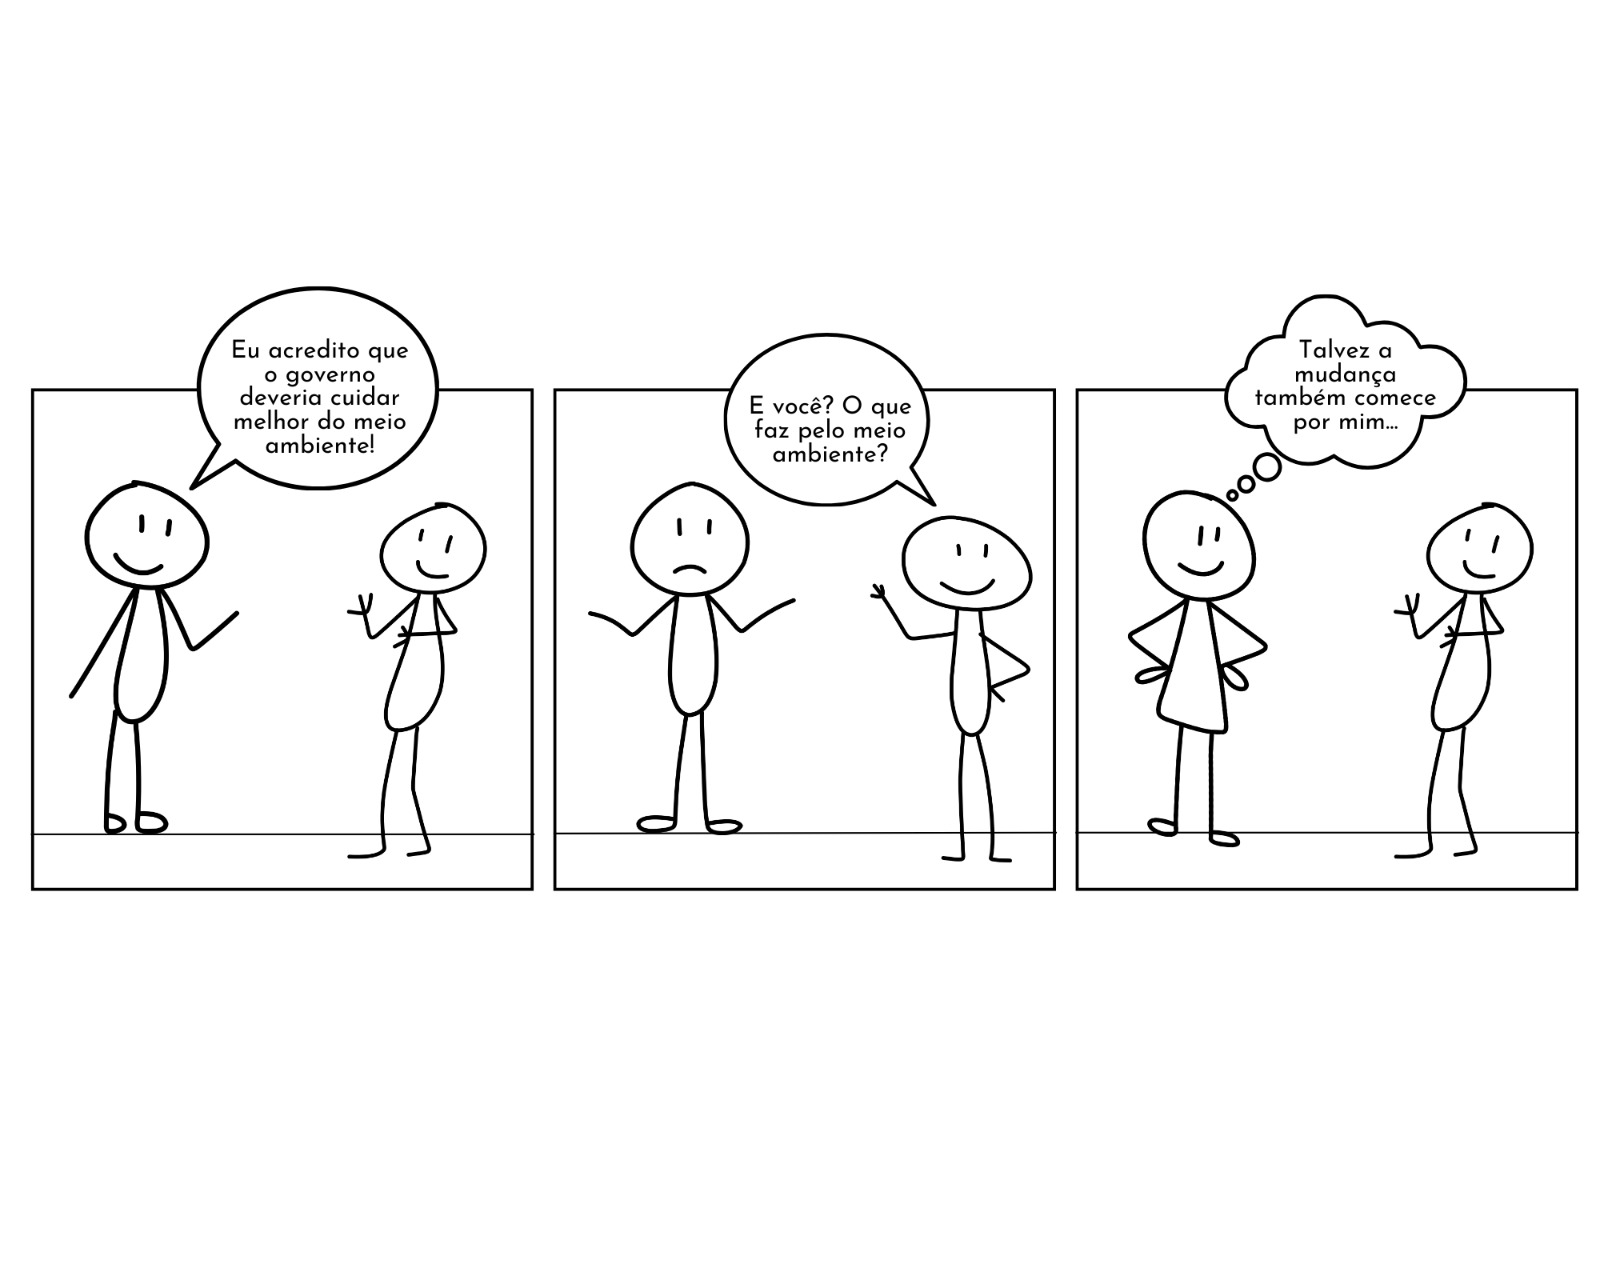 Eu acredito que
o governo
deveria cuidar
melhor do meio
ambiente!
E você? O que
faz pelo meio
ambiente?
Talvez a
mudança
também comece
por mim...